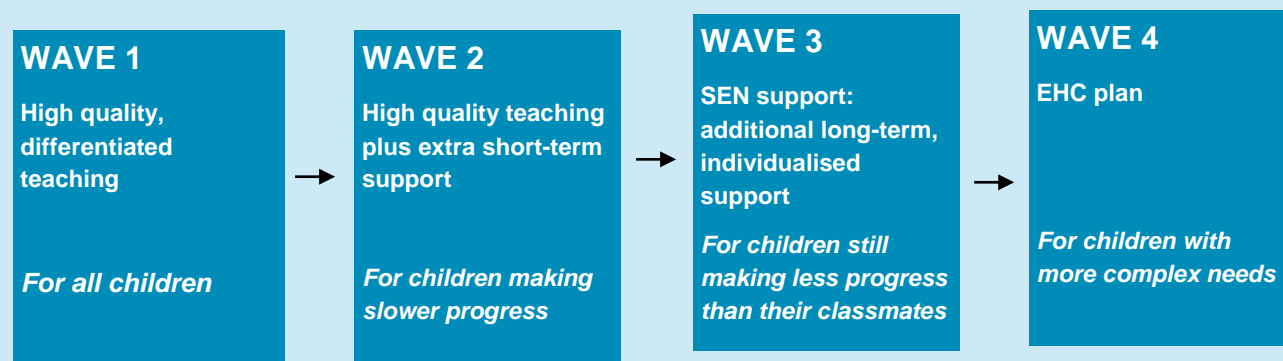 WAVE 1
High quality,
differentiated
teaching
For all children
WAVE 2
High quality teaching
plus extra short-term
support
For children making
slower progress
WAVE 3
SEN support:
additional long-term,
individualised
support
For children still
making less progress
than their classmates
WAVE 4
EHC plan
For children with
more complex needs